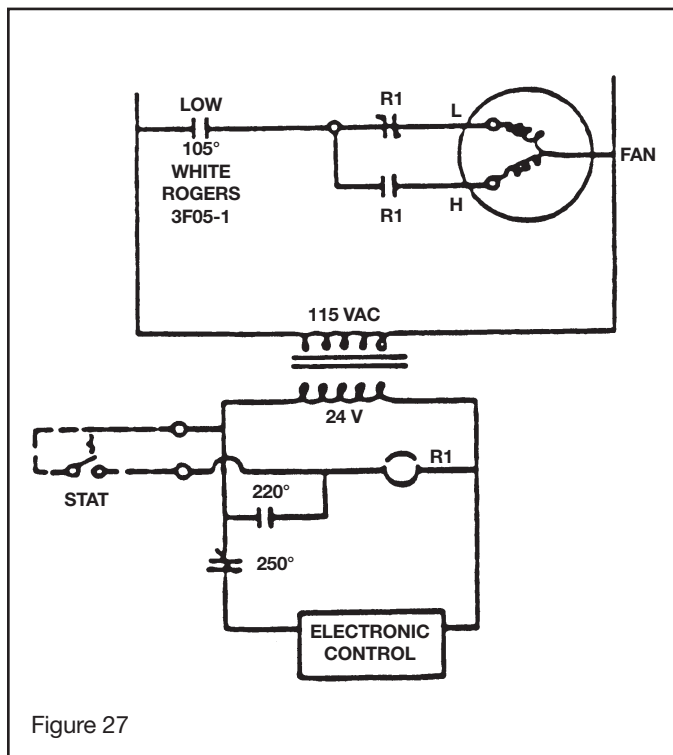 LOW
105°
WHITE
ROGERS
3F05-1
R1
L
R1
H
FAN
115 VAC
24 V
R1
STAT
220°
250°
ELECTRONIC
CONTROL
Figure 27